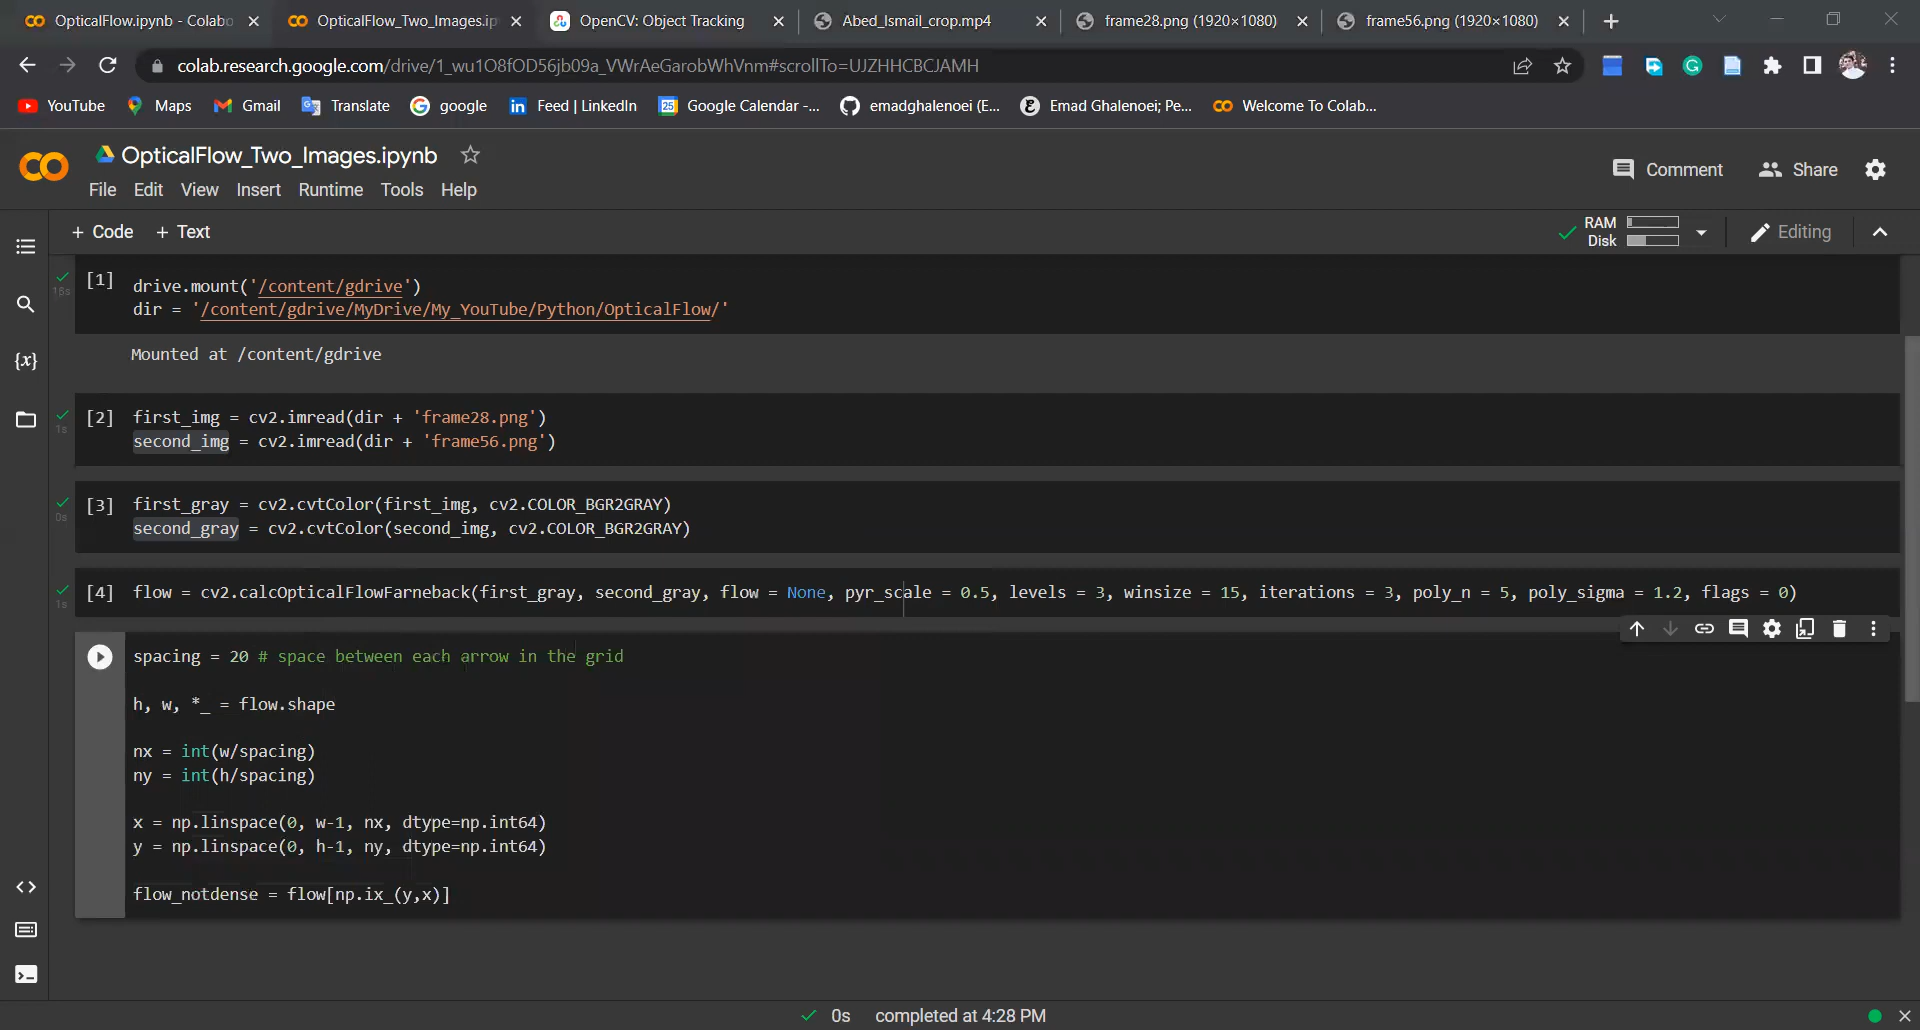 OpticalFlow.ipynb - Colabo
OpticalFlow_Two_Images.ip
OpenCV: Object Tracking
Abed_Ismail_crop.mp4
frame28.png (1920×1080)
frame56.png (1920×1080)
colab.research.google.com/drive/1_wu1O8fOD56jb09a_VWrAeGarobWhVnm#scrollTo=UJZHHCBCJAMH
YouTube
Maps
Gmail
Translate
google
Feed | LinkedIn
Google Calendar -...
emadghalenoei (E...
Emad Ghalenoei; Pe...
Welcome To Colab...
OpticalFlow_Two_Images.ipynb
Comment
Share
File Edit View Insert Runtime Tools Help
+ Code + Text
RAM
Disk
Editing
[1]
18s
drive.mount('/content/gdrive')
dir = '/content/gdrive/MyDrive/My_YouTube/Python/OpticalFlow/'
Mounted at /content/gdrive
[2]
1s
first_img = cv2.imread(dir + 'frame28.png')
second_img = cv2.imread(dir + 'frame56.png')
[3]
0s
first_gray = cv2.cvtColor(first_img, cv2.COLOR_BGR2GRAY)
second_gray = cv2.cvtColor(second_img, cv2.COLOR_BGR2GRAY)
[4]
1s
flow = cv2.calcOpticalFlowFarneback(first_gray, second_gray, flow = None, pyr_scale = 0.5, levels = 3, winsize = 15, iterations = 3, poly_n = 5, poly_sigma = 1.2, flags = 0)
spacing = 20 # space between each arrow in the grid
h, w, *_ = flow.shape
nx = int(w/spacing)
ny = int(h/spacing)
x = np.linspace(0, w-1, nx, dtype=np.int64)
y = np.linspace(0, h-1, ny, dtype=np.int64)
flow_notdense = flow[np.ix_(y,x)]
0s completed at 4:28 PM